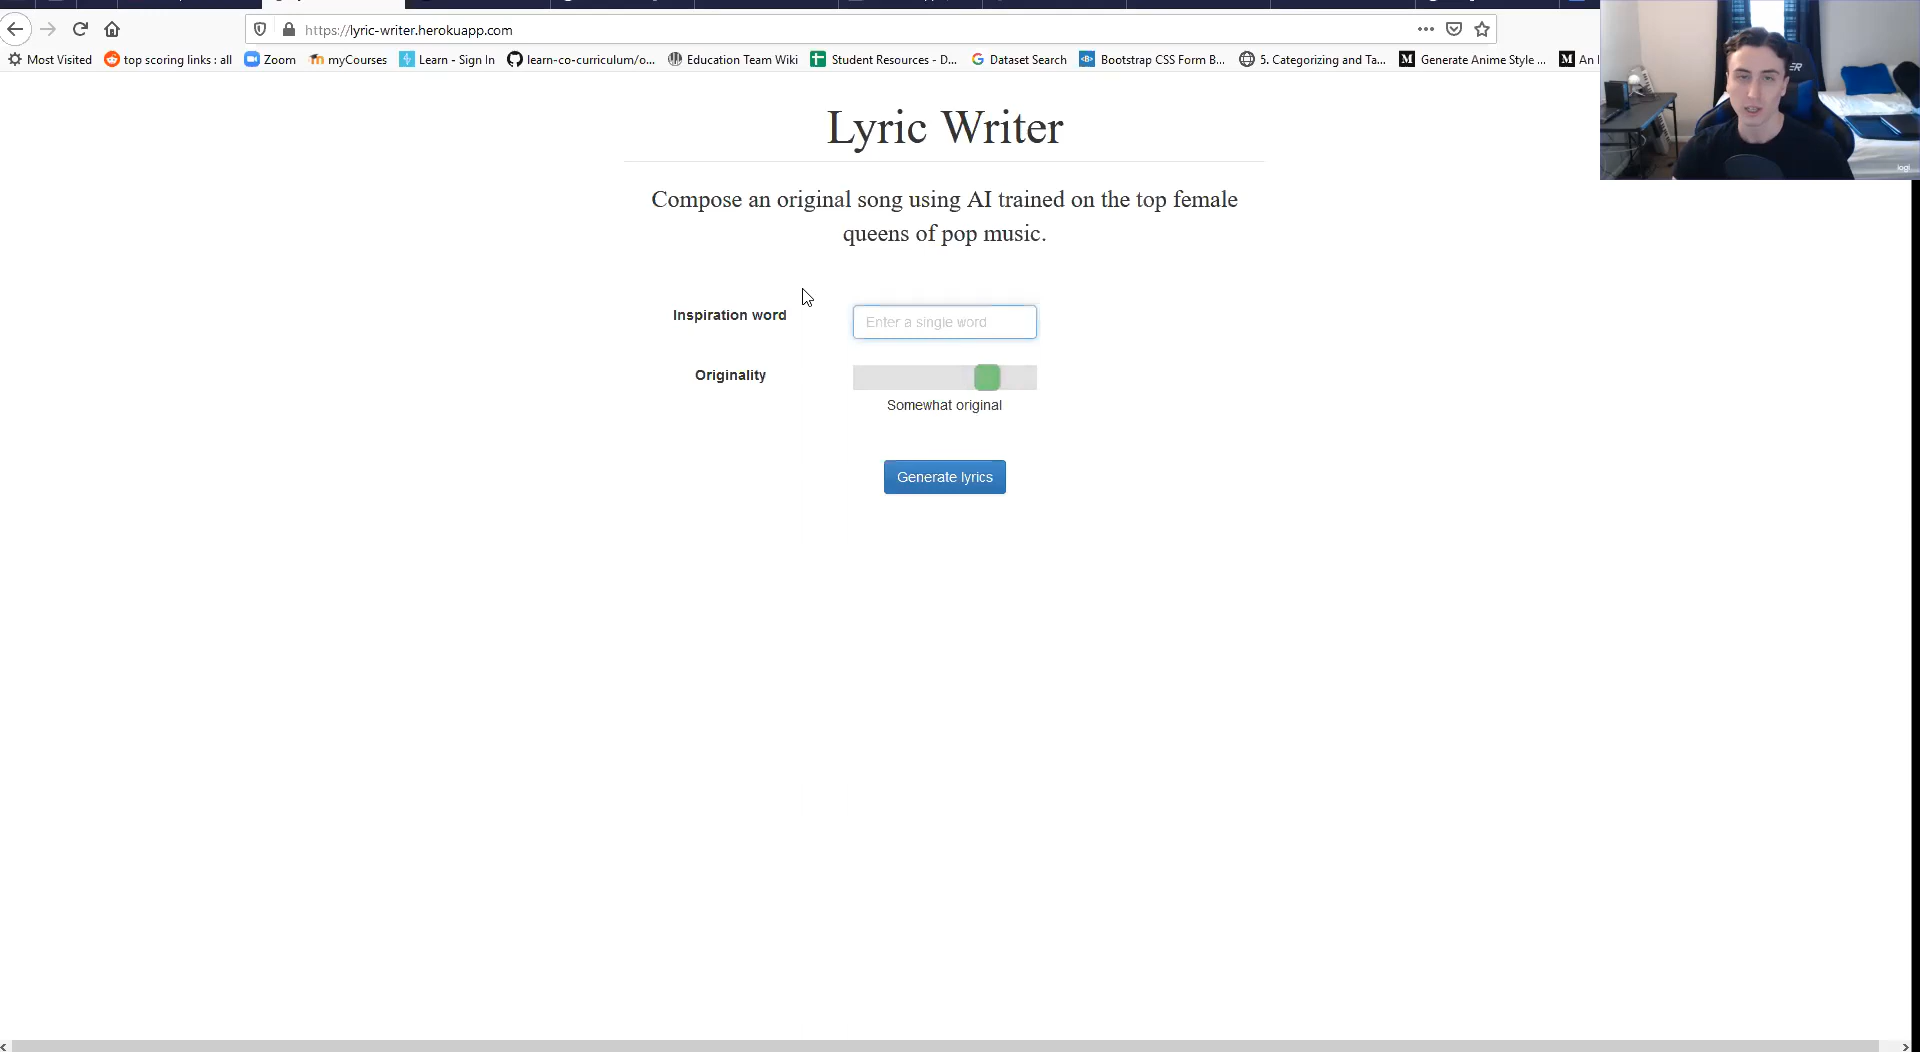 https://lyric-writer.herokuapp.com
Most Visited
top scoring links : all
Zoom
myCourses
Learn - Sign In
learn-co-curriculum/o...
Education Team Wiki
Student Resources - D...
Dataset Search
Bootstrap CSS Form B...
5. Categorizing and Ta...
Generate Anime Style ...
An
logi
Lyric Writer
Compose an original song using AI trained on the top female
queens of pop music.
Inspiration word
Enter a single word
Originality
Somewhat original
Generate lyrics